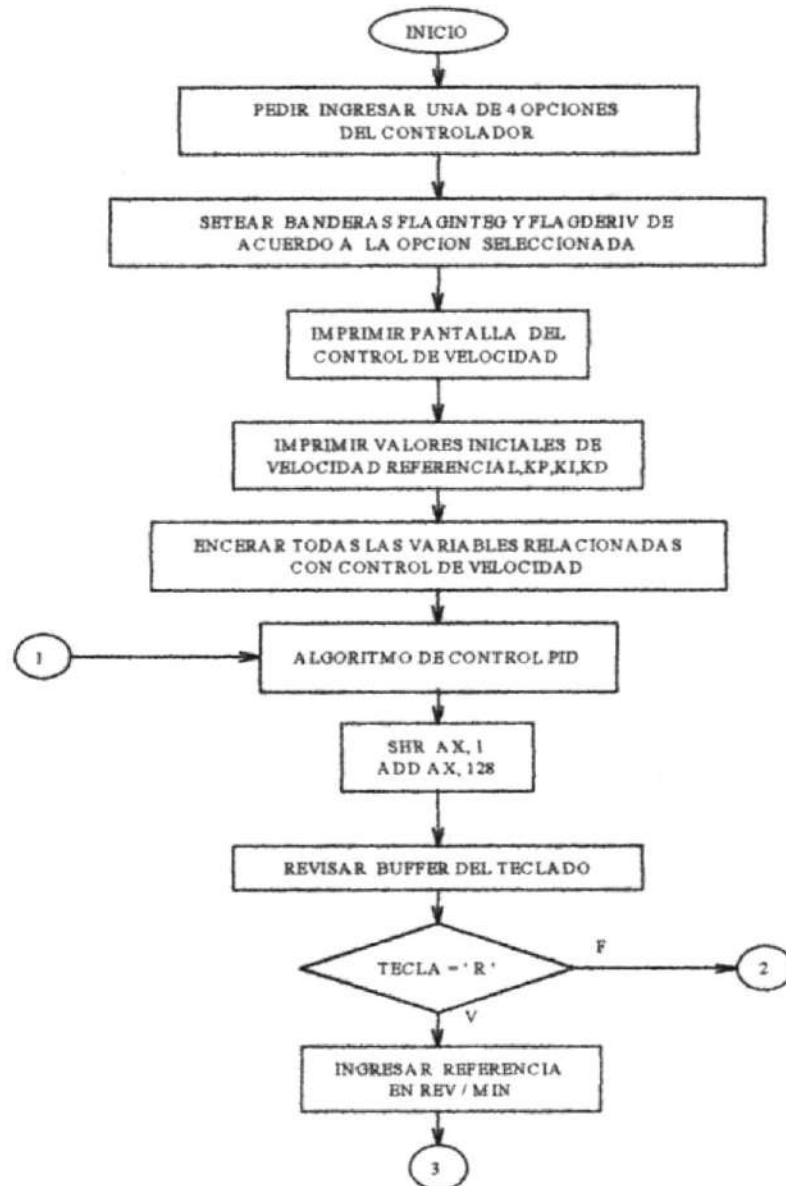 INICIO
PEDIR INGRESAR UNA DE 4 OPCIONES
DEL CONTROLADOR
SETEAR BANDERAS FLAGINTEG Y FLAGDERIV DE
ACUERDO A LA OPCION SELECCIONADA
IMPRIMIR PANTALLA DEL
CONTROL DE VELOCIDAD
IMPRIMIR VALORES INICIALES DE
VELOCIDAD REFERENCIAL,KP,KI,KD
ENCERAR TODAS LAS VARIABLES RELACIONADAS
CON CONTROL DE VELOCIDAD
1
ALGORITMO DE CONTROL PID
SHR AX, 1
ADD AX, 128
REVISAR BUFFER DEL TECLADO
TECLA = ' R '
F
2
V
INGRESAR REFERENCIA
EN REV / MIN
3